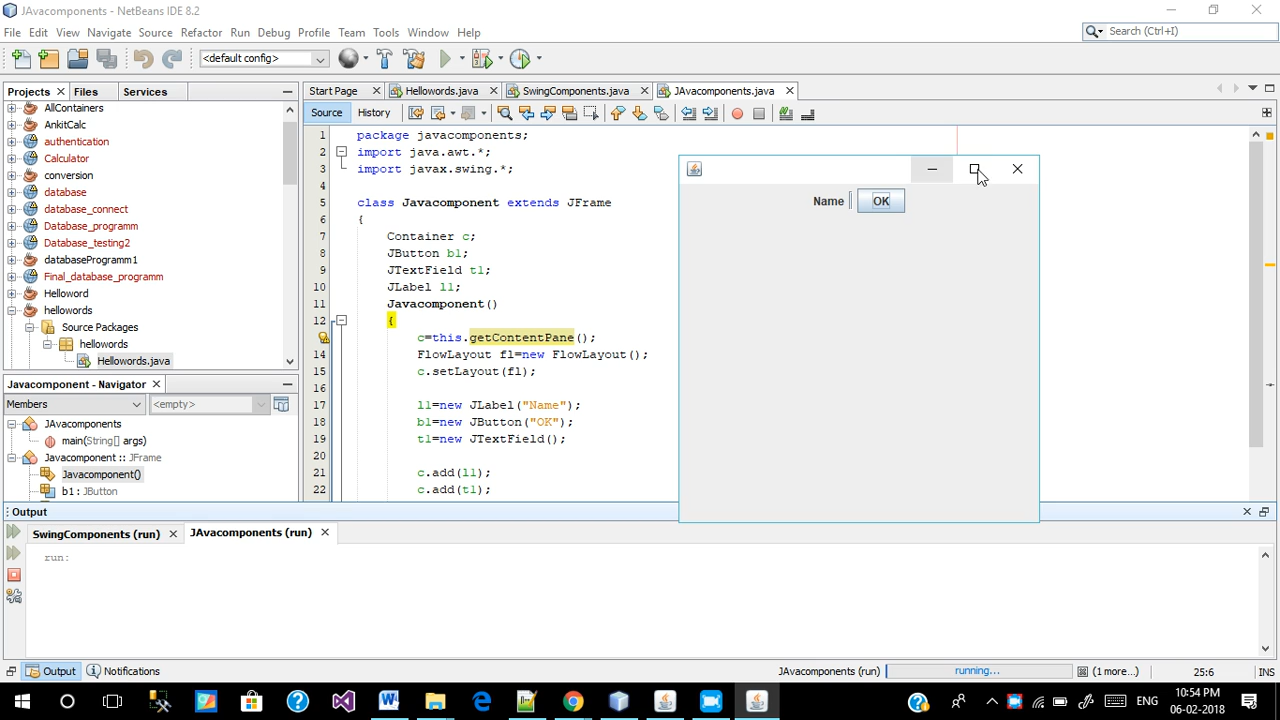 JAvacomponents - NetBeans IDE 8.2
File Edit View Navigate Source Refactor Run Debug Profile Team Tools Window Help
Search (Ctrl+I)
<default config>
Projects Files Services
Start Page Hellowords.java SwingComponents.java JAvacomponents.java
Source History
AllContainers
AnkitCalc
authentication
Calculator
conversion
database
database_connect
Database_programm
Database_testing2
databaseProgramm1
Final_database_programm
Helloword
hellowords
Source Packages
hellowords
Hellowords.java
Javacomponent - Navigator
Members <empty>
JAvacomponents
main(String[] args)
Javacomponent :: JFrame
Javacomponent()
b1 : JButton
1 package javacomponents;
2 import java.awt.*;
3 import javax.swing.*;
4
5 class Javacomponent extends JFrame
6 {
7 Container c;
8 JButton b1;
9 JTextField t1;
10 JLabel l1;
11 Javacomponent()
12 {
c=this.getContentPane();
14 FlowLayout fl=new FlowLayout();
15 c.setLayout(fl);
16
17 l1=new JLabel("Name");
18 b1=new JButton("OK");
19 t1=new JTextField();
20
21 c.add(l1);
22 c.add(t1);
Name OK
Output
SwingComponents (run) JAvacomponents (run)
run:
Output Notifications
JAvacomponents (run) running... (1 more...) 25:6 INS
ENG
10:54 PM
06-02-2018